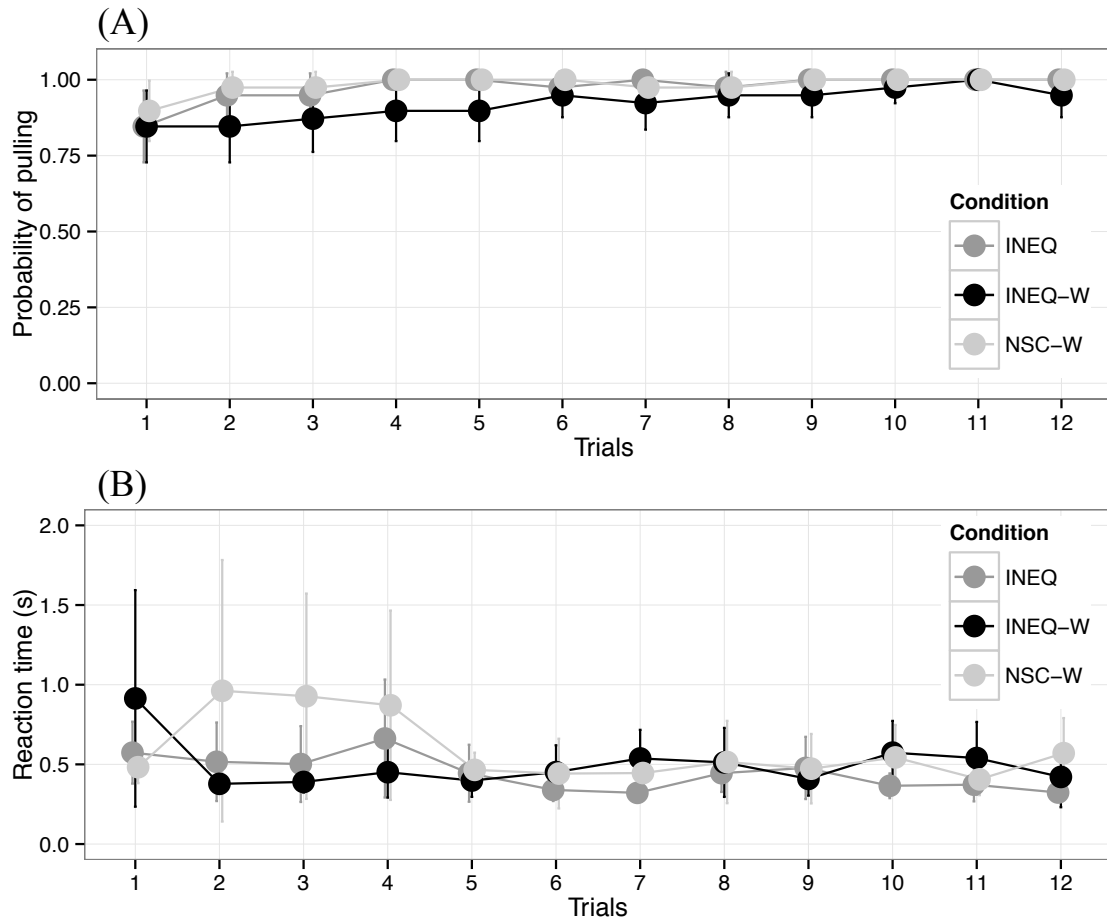 (A)
Probability of pulling
1.00
0.75
0.50
0.25
0.00
Condition
INEQ
INEQ−W
NSC−W
1 2 3 4 5 6 7 8 9 10 11 12
Trials
(B)
Reaction time (s)
2.0
1.5
1.0
0.5
0.0
Condition
INEQ
INEQ−W
NSC−W
1 2 3 4 5 6 7 8 9 10 11 12
Trials